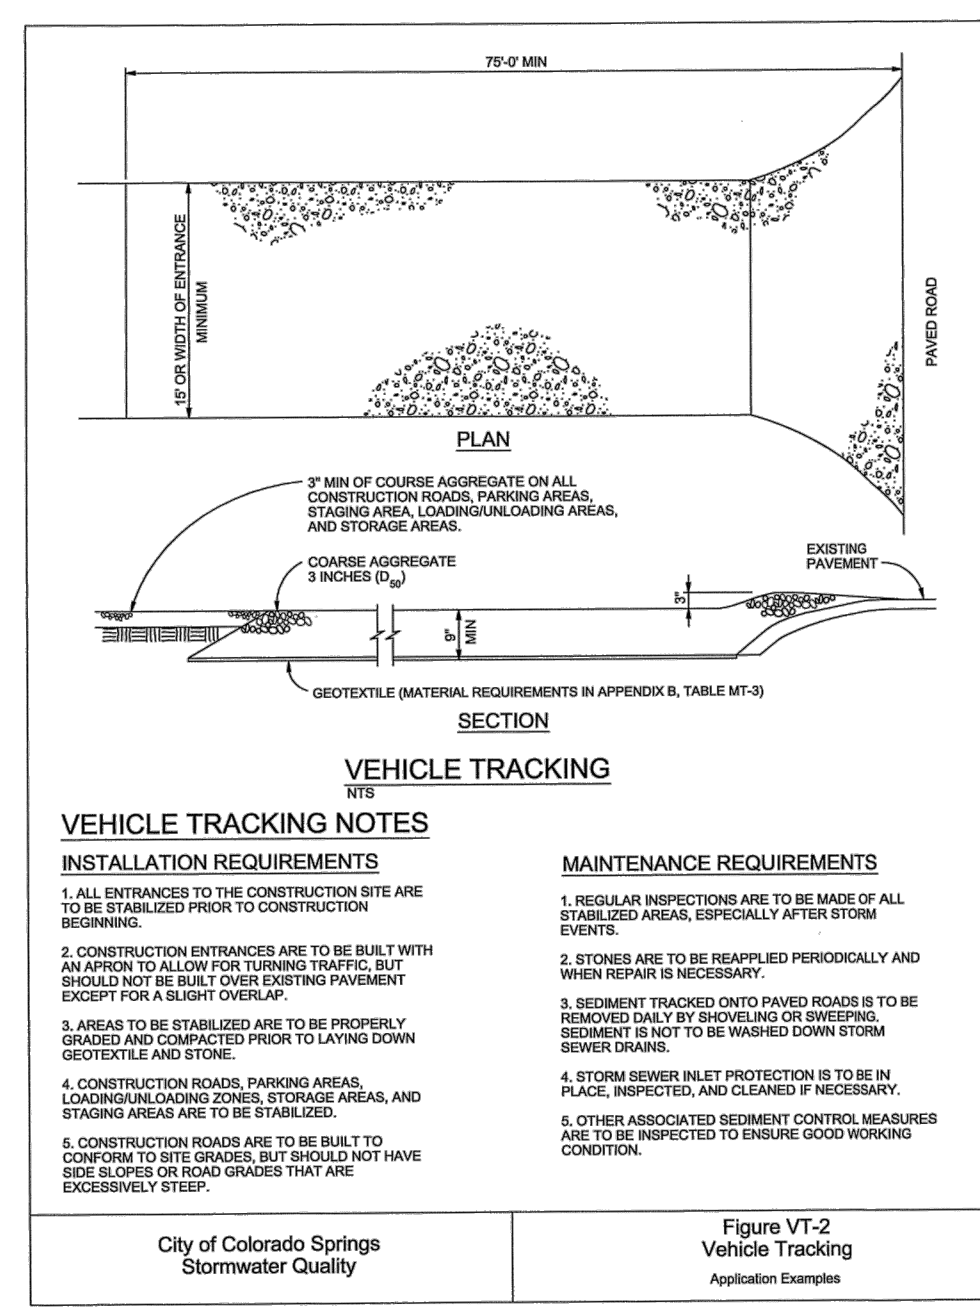 75'-0' MIN
15' OR WIDTH OF ENTRANCE
MINIMUM
PAVED ROAD
PLAN
3" MIN OF COURSE AGGREGATE ON ALL
CONSTRUCTION ROADS, PARKING AREAS,
STAGING AREA, LOADING/UNLOADING AREAS,
AND STORAGE AREAS.
COARSE AGGREGATE
3 INCHES (D50)
EXISTING
PAVEMENT
3"
9"
MIN
GEOTEXTILE (MATERIAL REQUIREMENTS IN APPENDIX B, TABLE MT-3)
SECTION
VEHICLE TRACKING
NTS
VEHICLE TRACKING NOTES
INSTALLATION REQUIREMENTS
1. ALL ENTRANCES TO THE CONSTRUCTION SITE ARE
TO BE STABILIZED PRIOR TO CONSTRUCTION
BEGINNING.
2. CONSTRUCTION ENTRANCES ARE TO BE BUILT WITH
AN APRON TO ALLOW FOR TURNING TRAFFIC, BUT
SHOULD NOT BE BUILT OVER EXISTING PAVEMENT
EXCEPT FOR A SLIGHT OVERLAP.
3. AREAS TO BE STABILIZED ARE TO BE PROPERLY
GRADED AND COMPACTED PRIOR TO LAYING DOWN
GEOTEXTILE AND STONE.
4. CONSTRUCTION ROADS, PARKING AREAS,
LOADING/UNLOADING ZONES, STORAGE AREAS, AND
STAGING AREAS ARE TO BE STABILIZED.
5. CONSTRUCTION ROADS ARE TO BE BUILT TO
CONFORM TO SITE GRADES, BUT SHOULD NOT HAVE
SIDE SLOPES OR ROAD GRADES THAT ARE
EXCESSIVELY STEEP.
MAINTENANCE REQUIREMENTS
1. REGULAR INSPECTIONS ARE TO BE MADE OF ALL
STABILIZED AREAS, ESPECIALLY AFTER STORM
EVENTS.
2. STONES ARE TO BE REAPPLIED PERIODICALLY AND
WHEN REPAIR IS NECESSARY.
3. SEDIMENT TRACKED ONTO PAVED ROADS IS TO BE
REMOVED DAILY BY SHOVELING OR SWEEPING.
SEDIMENT IS NOT TO BE WASHED DOWN STORM
SEWER DRAINS.
4. STORM SEWER INLET PROTECTION IS TO BE IN
PLACE, INSPECTED, AND CLEANED IF NECESSARY.
5. OTHER ASSOCIATED SEDIMENT CONTROL MEASURES
ARE TO BE INSPECTED TO ENSURE GOOD WORKING
CONDITION.
City of Colorado Springs
Stormwater Quality
Figure VT-2
Vehicle Tracking
Application Examples